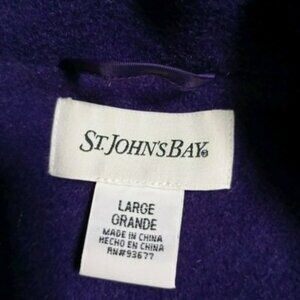 ST. JOHN'S BAY®
LARGE
GRANDE
MADE IN CHINA
HECHO EN CHINA
RN#93677